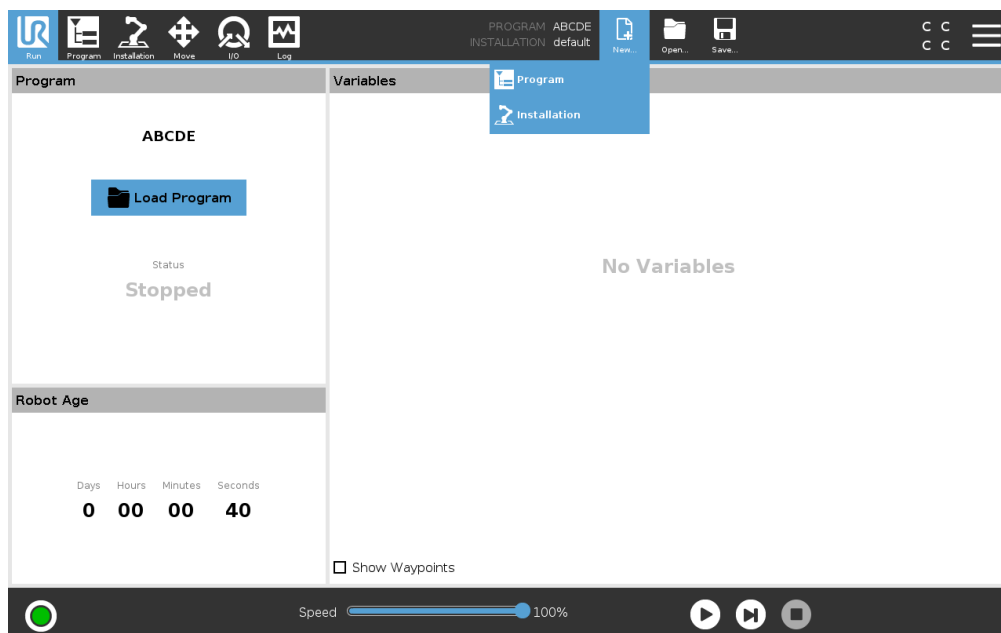 UR
Run
Program
Installation
Move
I/O
Log
PROGRAM ABCDE
INSTALLATION default
New...
Open...
Save...
C C
C C
Program
Installation
Program
ABCDE
Load Program
Status
Stopped
Variables
No Variables
Show Waypoints
Robot Age
Days Hours Minutes Seconds
0 00 00 40
Speed 100%